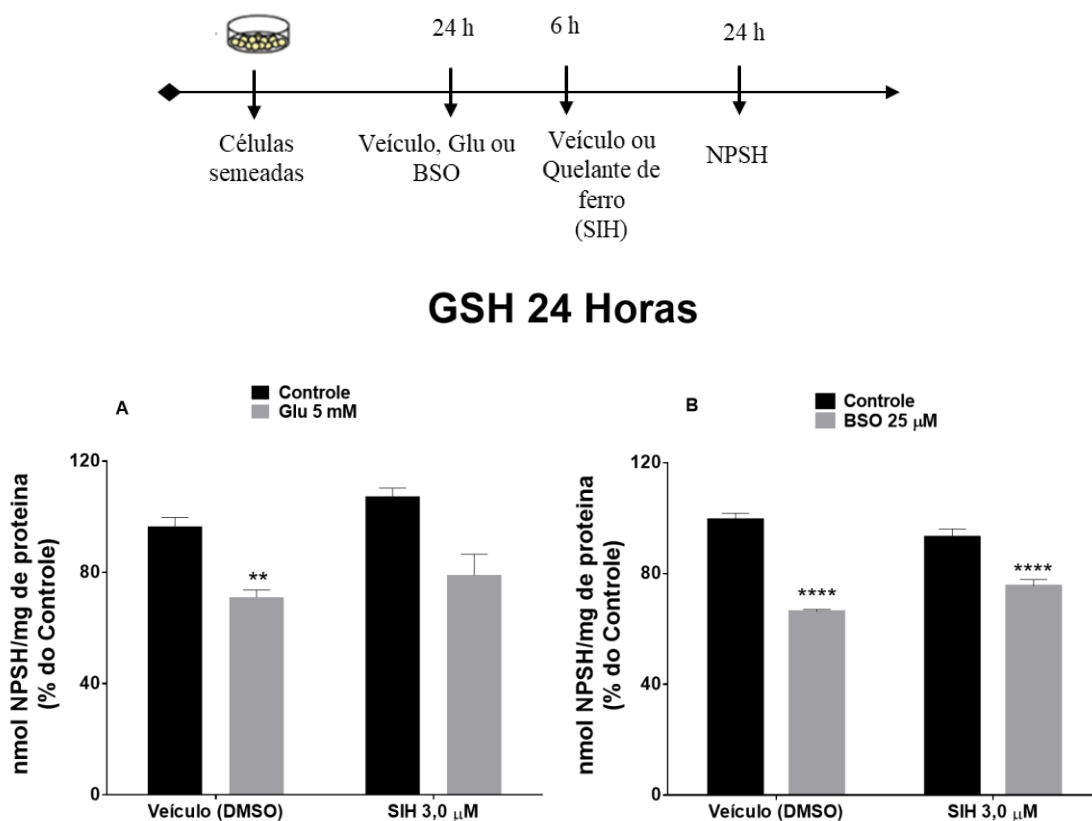 24 h
6 h
24 h
Células
semeadas
Veículo, Glu ou
BSO
Veículo ou
Quelante de
ferro
(SIH)
NPSH
GSH 24 Horas
A
Controle
Glu 5 mM
nmol NPSH/mg de proteina
(% do Controle)
120
80
40
0
**
Veículo (DMSO)
SIH 3,0 μM
B
Controle
BSO 25 μM
nmol NPSH/mg de proteina
(% do Controle)
120
80
40
0
****
****
Veículo (DMSO)
SIH 3,0 μM